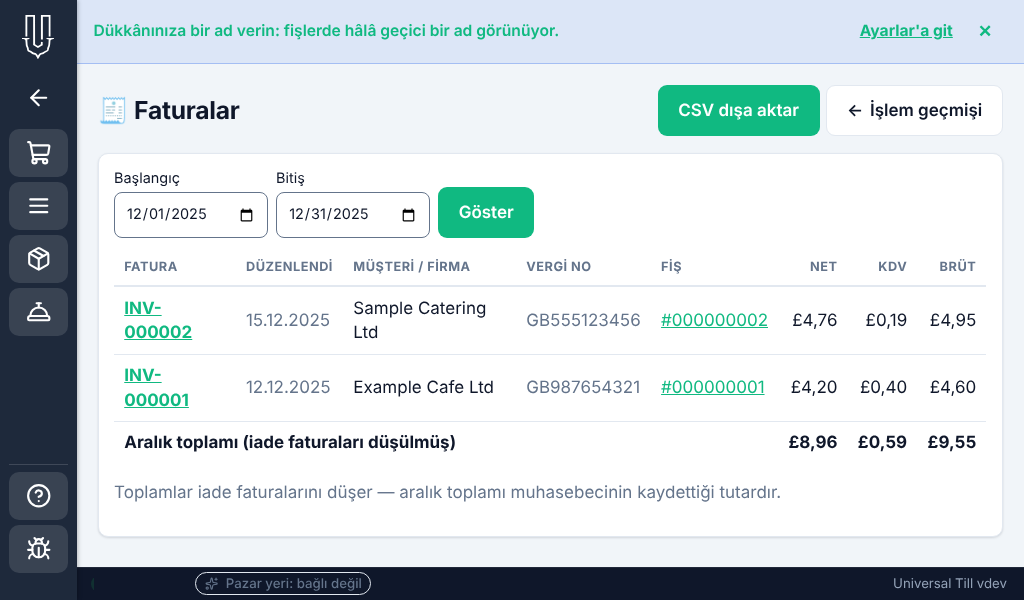 Dükkânınıza bir ad verin: fişlerde hâlâ geçici bir ad görünüyor.
Ayarlar'a git ✕
🧾 Faturalar
CSV dışa aktar
← İşlem geçmişi
Başlangıç
Bitiş
12/01/2025
12/31/2025
Göster
FATURA DÜZENLENDİ MÜŞTERİ / FİRMA VERGİ NO FİŞ NET KDV BRÜT
INV-000002 15.12.2025 Sample Catering Ltd GB555123456 #000000002 £4,76 £0,19 £4,95
INV-000001 12.12.2025 Example Cafe Ltd GB987654321 #000000001 £4,20 £0,40 £4,60
Aralık toplamı (iade faturaları düşülmüş) £8,96 £0,59 £9,55
Toplamlar iade faturalarını düşer — aralık toplamı muhasebecinin kaydettiği tutardır.
Pazar yeri: bağlı değil
Universal Till vdev